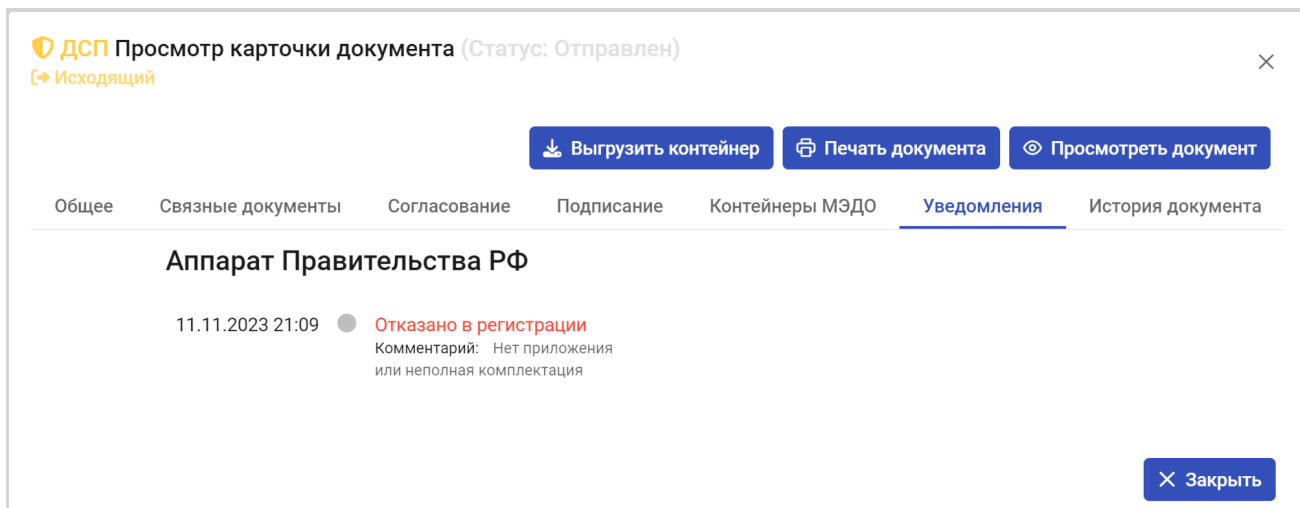 ДСП Просмотр карточки документа (Статус: Отправлен)
Исходящий
Выгрузить контейнер Печать документа Просмотреть документ
Общее Связные документы Согласование Подписание Контейнеры МЭДО Уведомления История документа
Аппарат Правительства РФ
11.11.2023 21:09 Отказано в регистрации
Комментарий: Нет приложения
или неполная комплектация
Закрыть